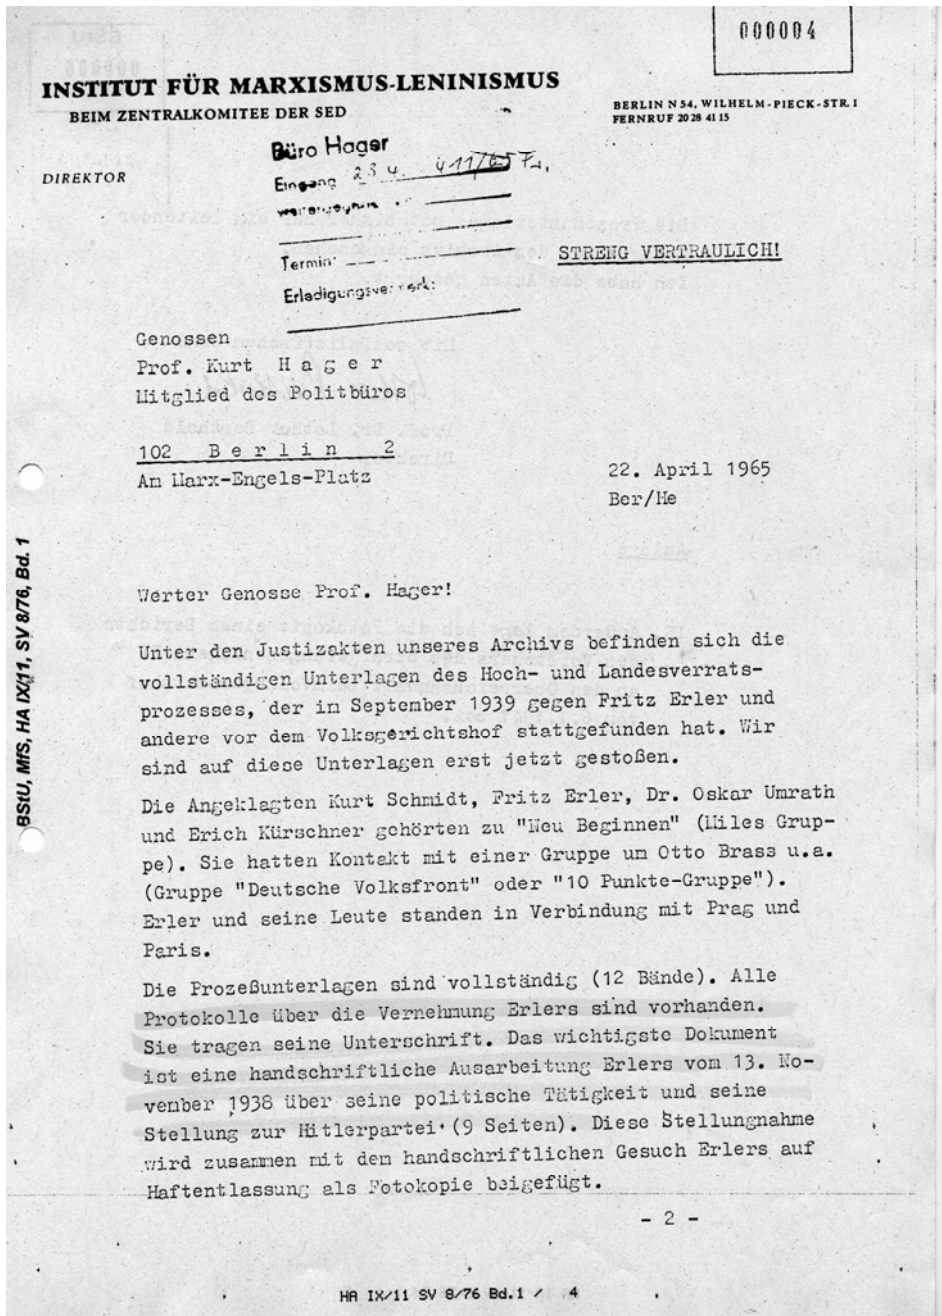 000004
INSTITUT FÜR MARXISMUS-LENINISMUS
BEIM ZENTRALKOMITEE DER SED
BERLIN N 54, WILHELM-PIECK-STR. 1
FERNRUF 20 28 41 15
DIREKTOR
Büro Hager
Eingang 23.4. 411/65
Termin:
Erledigungsvermerk:
STRENG VERTRAULICH!
Genossen
Prof. Kurt H a g e r
Mitglied des Politbüros
102 B e r l i n 2
Am Marx-Engels-Platz
22. April 1965
Ber/He
BStU, MfS, HA IX/11, SV 8/76, Bd. 1
Werter Genosse Prof. Hager!
Unter den Justizakten unseres Archivs befinden sich die
vollständigen Unterlagen des Hoch- und Landesverrats-
prozesses, der im September 1939 gegen Fritz Erler und
andere vor dem Volksgerichtshof stattgefunden hat. Wir
sind auf diese Unterlagen erst jetzt gestoßen.
Die Angeklagten Kurt Schmidt, Fritz Erler, Dr. Oskar Umrath
und Erich Kürschner gehörten zu "Neu Beginnen" (Miles Grup-
pe). Sie hatten Kontakt mit einer Gruppe um Otto Brass u.a.
(Gruppe "Deutsche Volksfront" oder "10 Punkte-Gruppe").
Erler und seine Leute standen in Verbindung mit Prag und
Paris.
Die Prozeßunterlagen sind vollständig (12 Bände). Alle
Protokolle über die Vernehmung Erlers sind vorhanden.
Sie tragen seine Unterschrift. Das wichtigste Dokument
ist eine handschriftliche Ausarbeitung Erlers vom 13. No-
vember 1938 über seine politische Tätigkeit und seine
Stellung zur Hitlerpartei (9 Seiten). Diese Stellungnahme
wird zusammen mit dem handschriftlichen Gesuch Erlers auf
Haftentlassung als Fotokopie beigefügt.
- 2 -
HA IX/11 SV 8/76 Bd.1 / 4